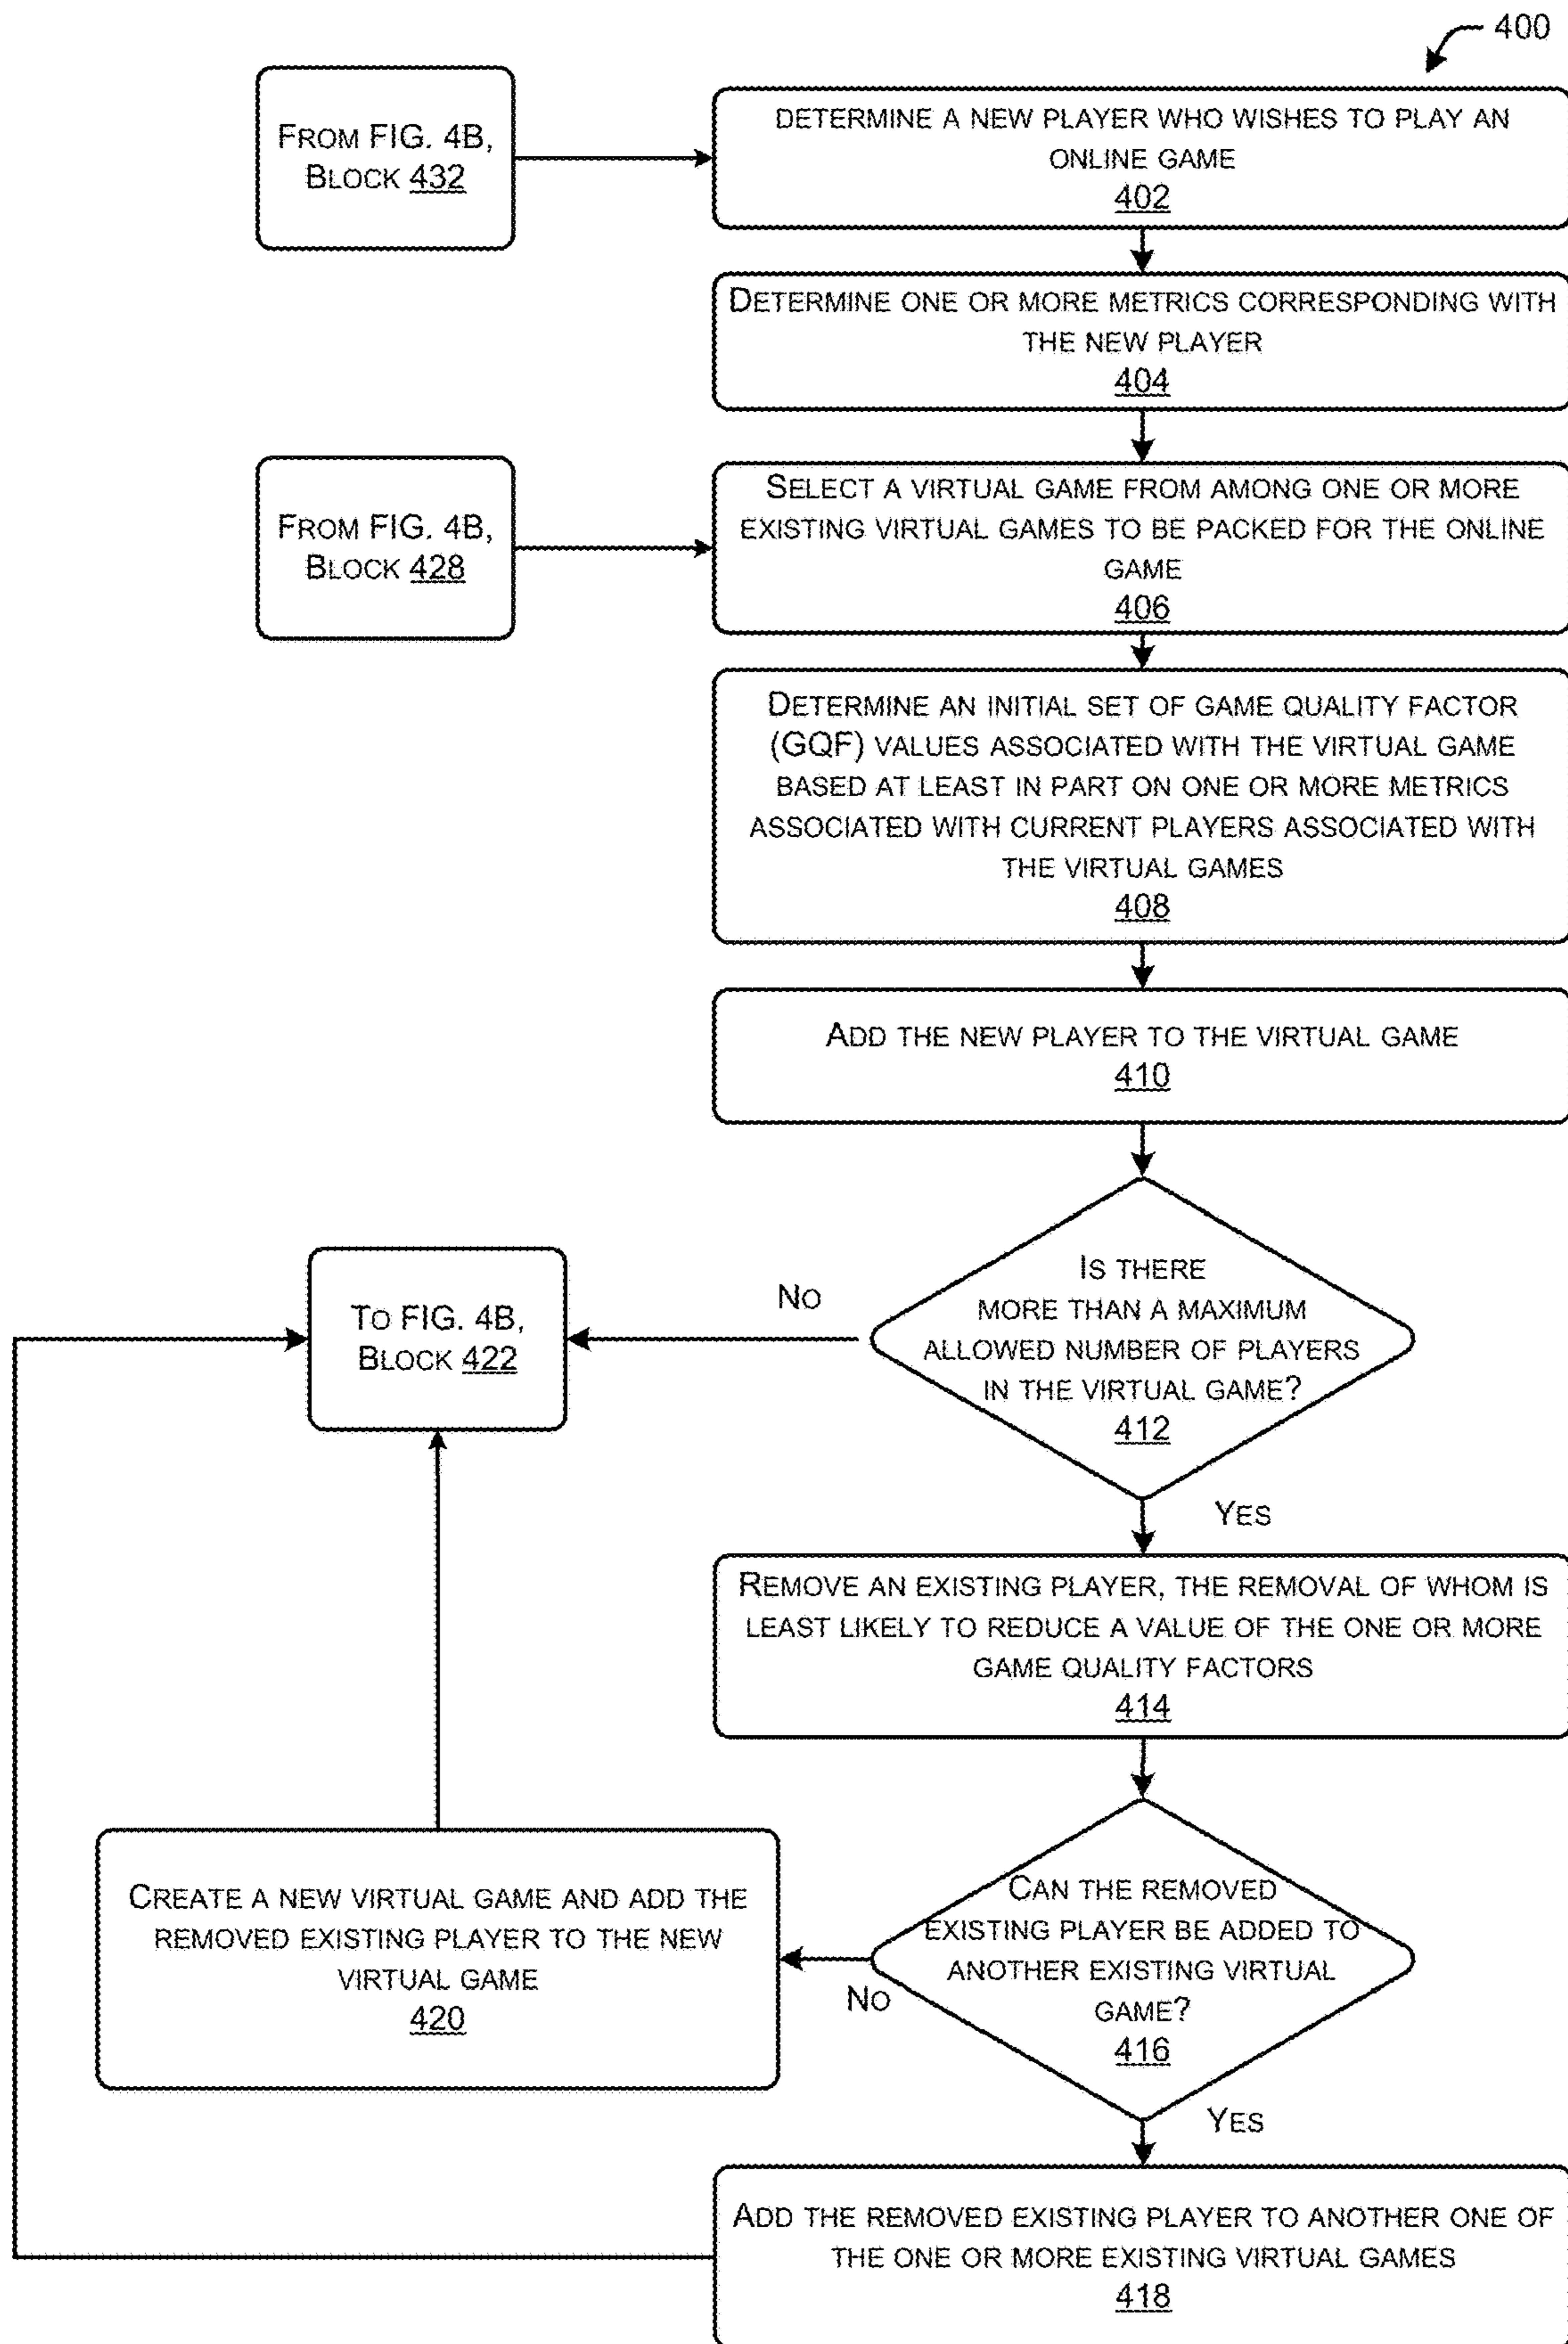 400
FROM FIG. 4B,
BLOCK 432
DETERMINE A NEW PLAYER WHO WISHES TO PLAY AN
ONLINE GAME
402
DETERMINE ONE OR MORE METRICS CORRESPONDING WITH
THE NEW PLAYER
404
FROM FIG. 4B,
BLOCK 428
SELECT A VIRTUAL GAME FROM AMONG ONE OR MORE
EXISTING VIRTUAL GAMES TO BE PACKED FOR THE ONLINE
GAME
406
DETERMINE AN INITIAL SET OF GAME QUALITY FACTOR
(GQF) VALUES ASSOCIATED WITH THE VIRTUAL GAME
BASED AT LEAST IN PART ON ONE OR MORE METRICS
ASSOCIATED WITH CURRENT PLAYERS ASSOCIATED WITH
THE VIRTUAL GAMES
408
ADD THE NEW PLAYER TO THE VIRTUAL GAME
410
IS THERE
MORE THAN A MAXIMUM
ALLOWED NUMBER OF PLAYERS
IN THE VIRTUAL GAME?
412
NO
TO FIG. 4B,
BLOCK 422
YES
REMOVE AN EXISTING PLAYER, THE REMOVAL OF WHOM IS
LEAST LIKELY TO REDUCE A VALUE OF THE ONE OR MORE
GAME QUALITY FACTORS
414
CAN THE REMOVED
EXISTING PLAYER BE ADDED TO
ANOTHER EXISTING VIRTUAL
GAME?
416
NO
CREATE A NEW VIRTUAL GAME AND ADD THE
REMOVED EXISTING PLAYER TO THE NEW
VIRTUAL GAME
420
YES
ADD THE REMOVED EXISTING PLAYER TO ANOTHER ONE OF
THE ONE OR MORE EXISTING VIRTUAL GAMES
418